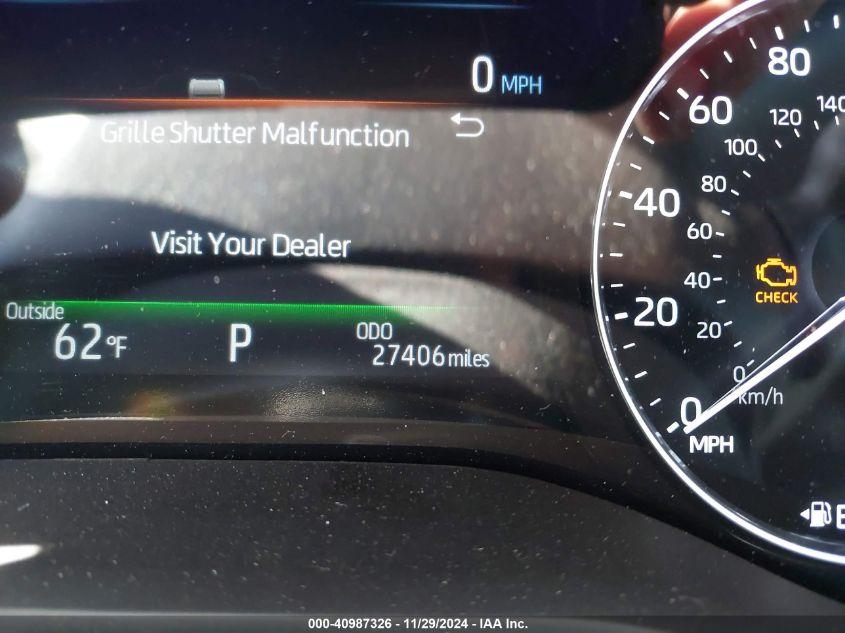 0 MPH
Grille Shutter Malfunction
Visit Your Dealer
Outside
62°F
P
ODO
27406 miles
80
60
40
20
0
MPH
140
120
100
80
60
40
20
0
km/h
CHECK
E
000-40987326 - 11/29/2024 - IAA Inc.